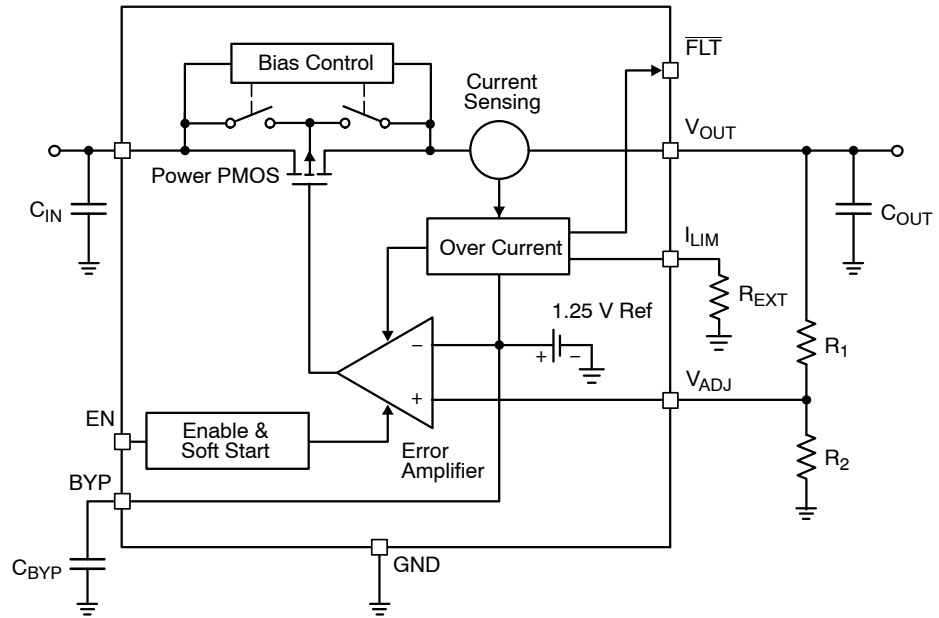 Bias Control
Current
Sensing
FLT
VOUT
Power PMOS
CIN
COUT
Over Current
ILIM
REXT
1.25 V Ref
−
+ −
R1
VADJ
+
EN
Enable &
Soft Start
Error
Amplifier
R2
BYP
CBYP
GND